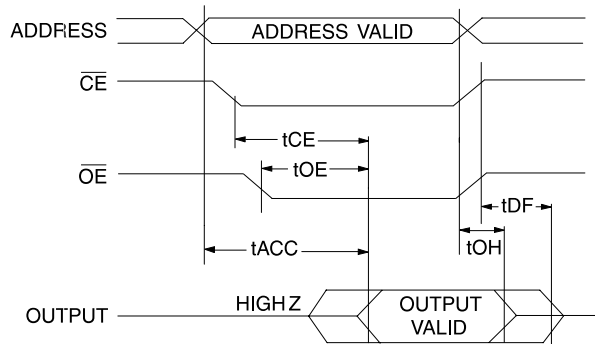 ADDRESS
ADDRESS VALID
CE
tCE
tOE
OE
tDF
tACC
tOH
HIGH Z
OUTPUT
OUTPUT
VALID